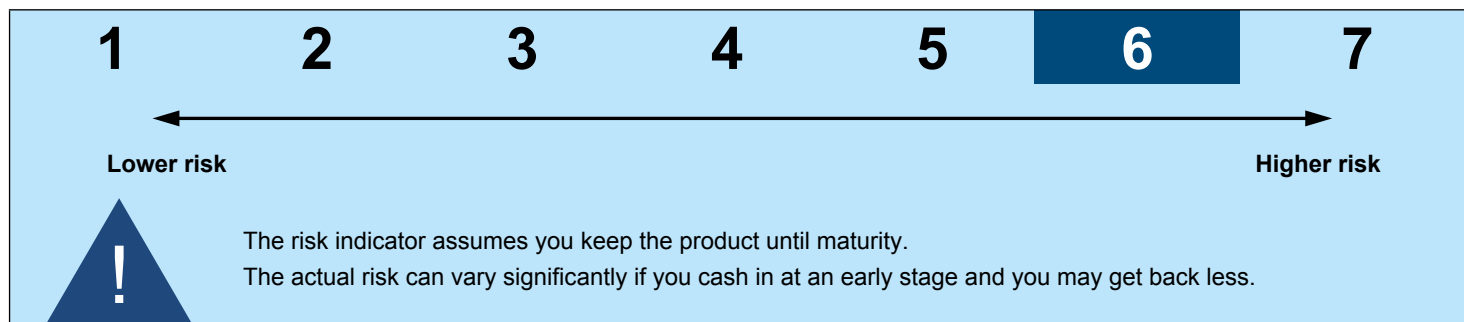 1 2 3 4 5 6 7
Lower risk Higher risk
!
The risk indicator assumes you keep the product until maturity.
The actual risk can vary significantly if you cash in at an early stage and you may get back less.